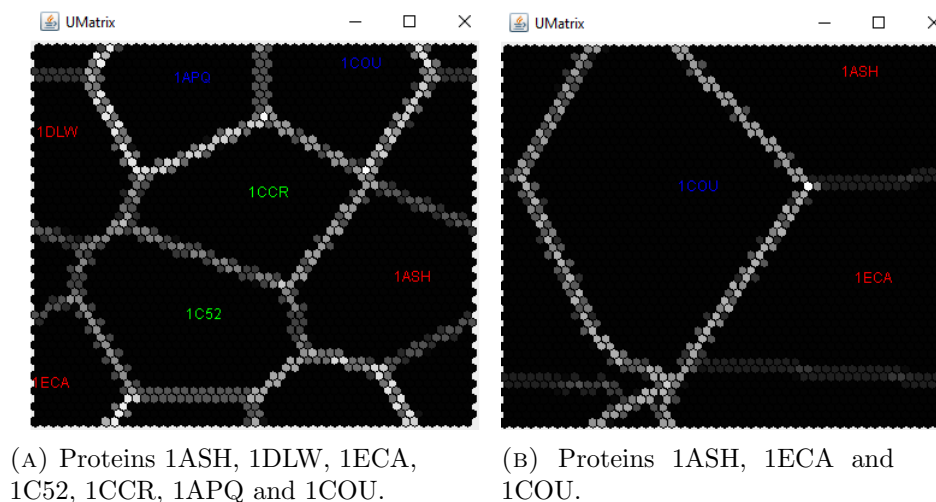 UMatrix
1APQ
1COU
1DLW
1CCR
1ASH
1C52
1ECA
(A) Proteins 1ASH, 1DLW, 1ECA,
1C52, 1CCR, 1APQ and 1COU.
UMatrix
1ASH
1COU
1ECA
(B) Proteins 1ASH, 1ECA and
1COU.